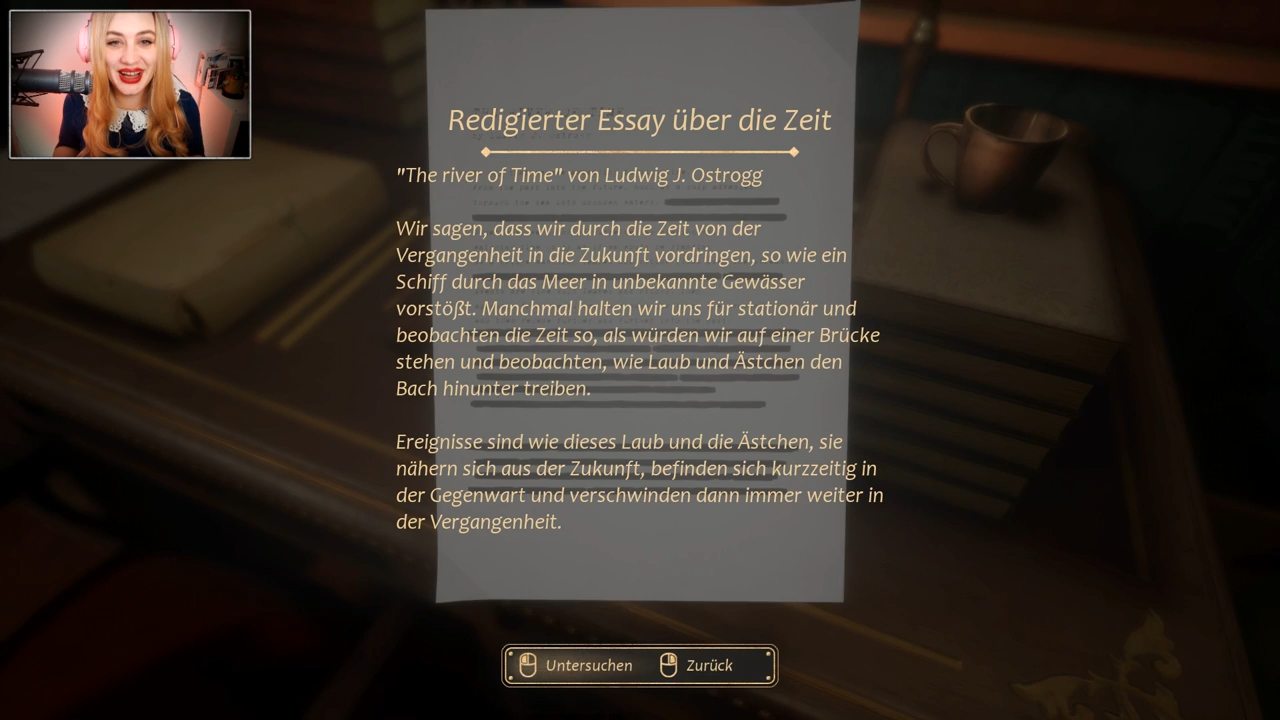 Redigierter Essay über die Zeit
"The river of Time" von Ludwig J. Ostrogg
Wir sagen, dass wir durch die Zeit von der
Vergangenheit in die Zukunft vordringen, so wie ein
Schiff durch das Meer in unbekannte Gewässer
vorstößt. Manchmal halten wir uns für stationär und
beobachten die Zeit so, als würden wir auf einer Brücke
stehen und beobachten, wie Laub und Ästchen den
Bach hinunter treiben.
Ereignisse sind wie dieses Laub und die Ästchen, sie
nähern sich aus der Zukunft, befinden sich kurzzeitig in
der Gegenwart und verschwinden dann immer weiter in
der Vergangenheit.
Untersuchen Zurück